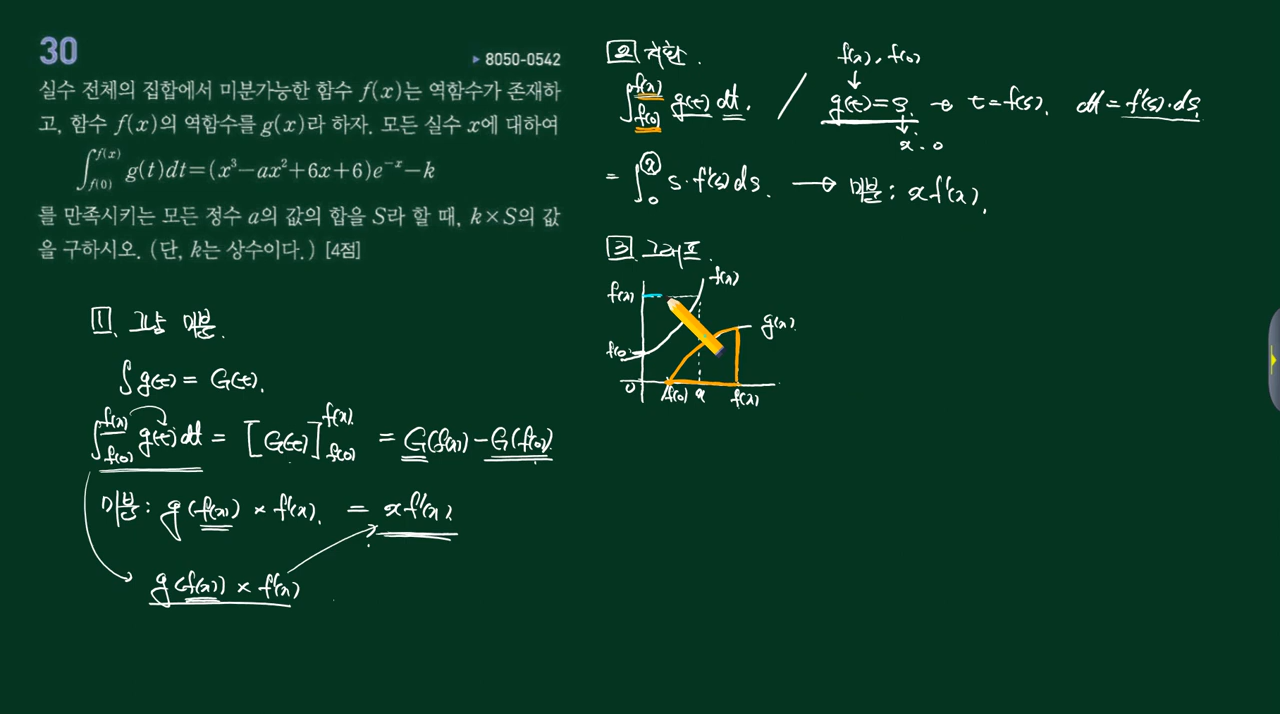 30
▶ 8050-0542
실수 전체의 집합에서 미분가능한 함수 f(x)는 역함수가 존재하
고, 함수 f(x)의 역함수를 g(x)라 하자. 모든 실수 x에 대하여
∫_{f(0)}^{f(x)} g(t)dt=(x³−ax²+6x+6)e^{−x}−k
를 만족시키는 모든 정수 a의 값의 합을 S라 할 때, k×S의 값
을 구하시오. (단, k는 상수이다.) [4점]
1. 그냥 미분.
∫g(t) = G(t).
∫_{f(0)}^{f(x)} g(t)dt = [G(t)]_{f(0)}^{f(x)} = G(f(x))−G(f(0))
미분: g(f(x)) × f'(x). = xf'(x)
g(f(x)) × f'(x)
2 치환.
f(x), f(0)
∫_{f(0)}^{f(x)} g(t) dt. / g(t)=s. → t=f(s). dt=f'(s)·ds
x. 0
= ∫_{0}^{x} s·f'(s)ds. → 미분: xf'(x).
3 그래프.
f(x)
f(x)
g(x).
f(0)
0 f(0) x f(x)